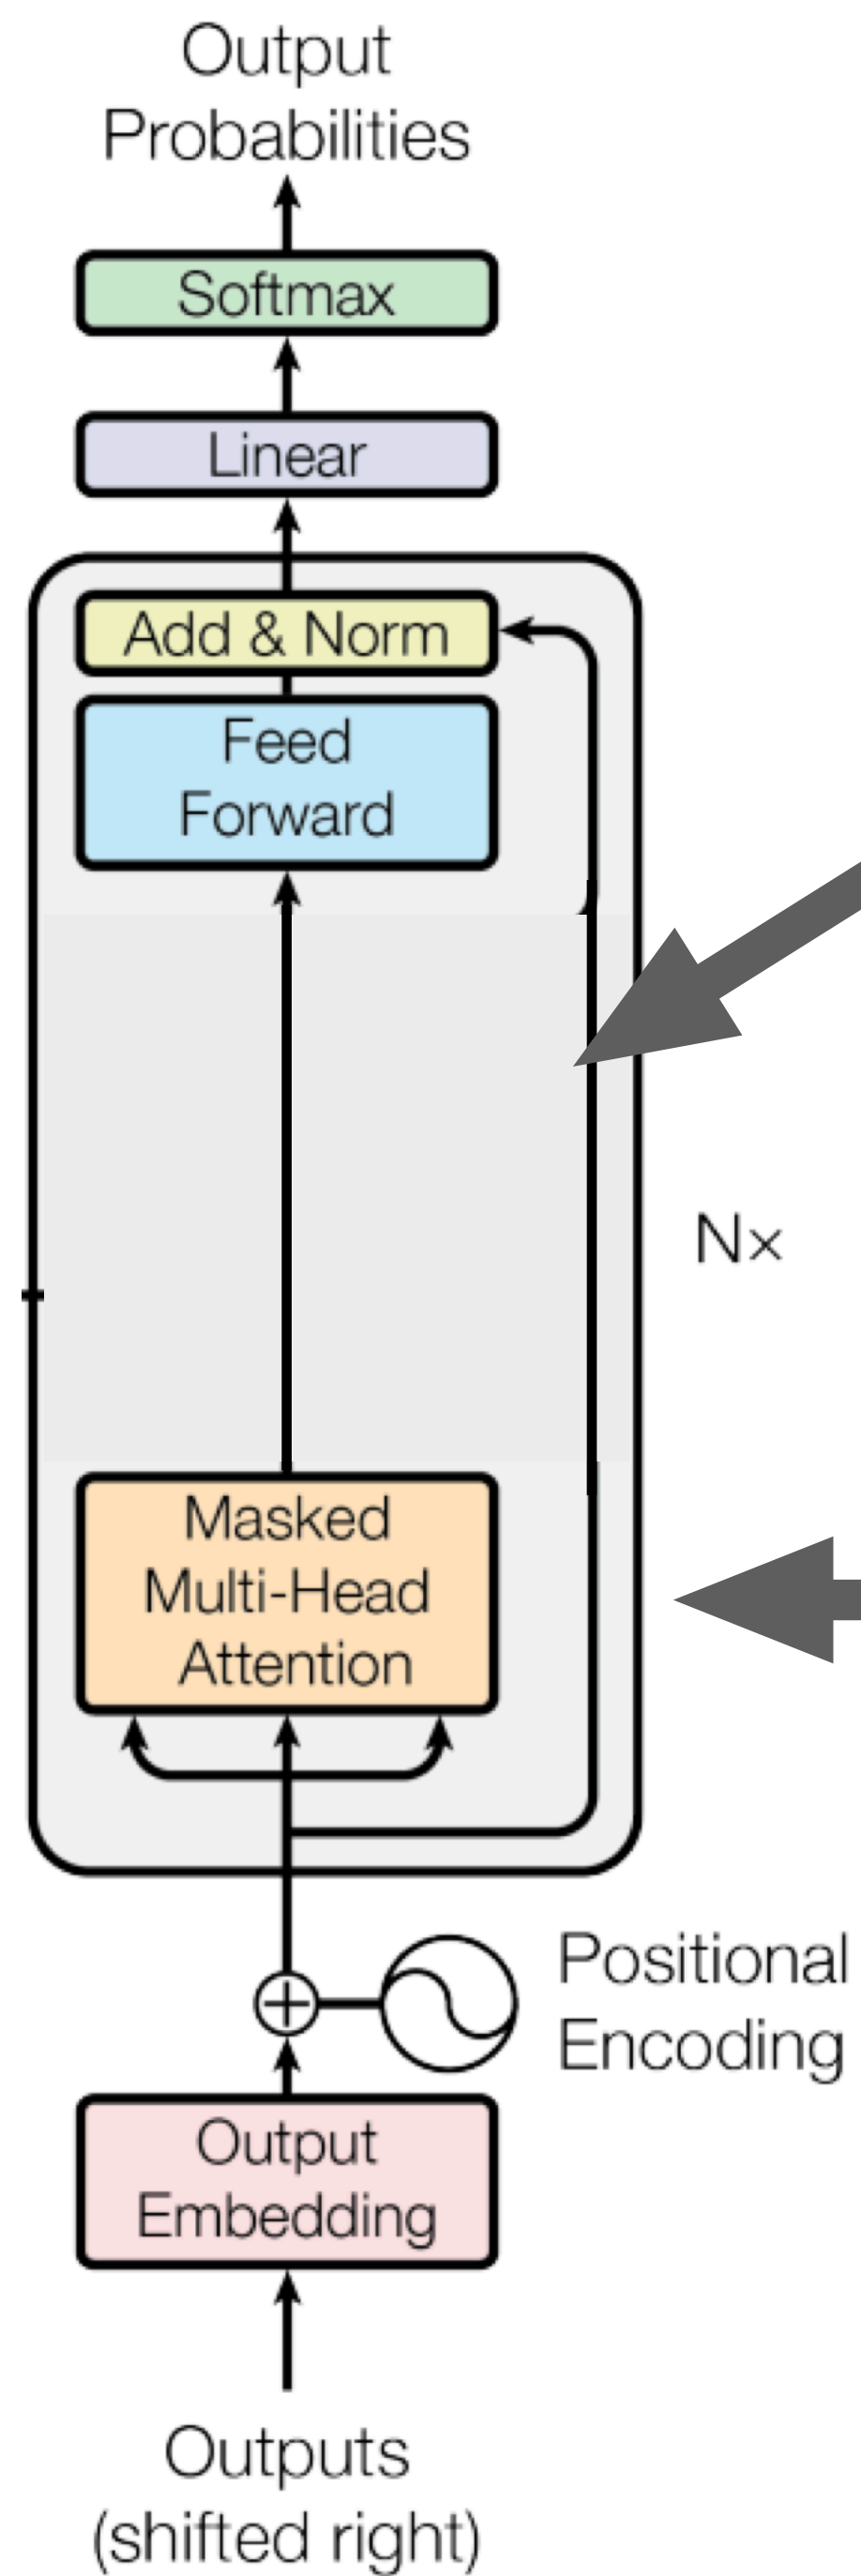 Output
Probabilities
Softmax
Linear
Add & Norm
Feed
Forward
N×
Masked
Multi-Head
Attention
Positional
Encoding
Output
Embedding
Outputs
(shifted right)